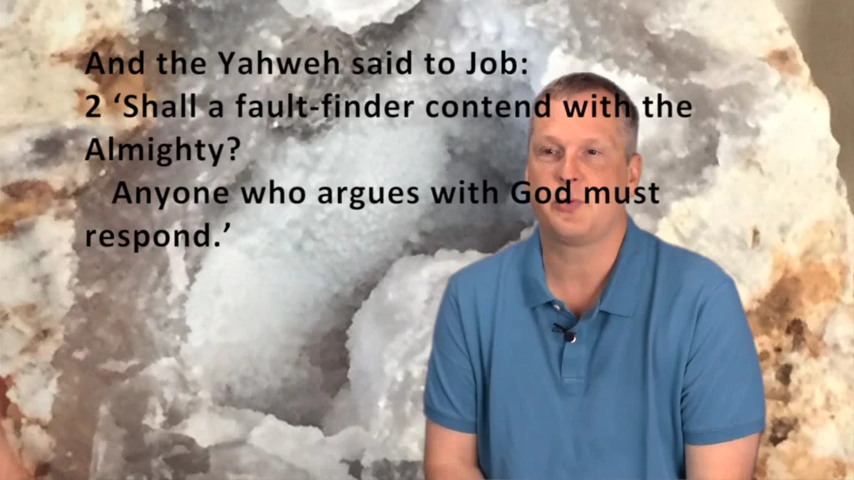 And the Yahweh said to Job:
2 ‘Shall a fault-finder contend with the
Almighty?
Anyone who argues with God must
respond.’